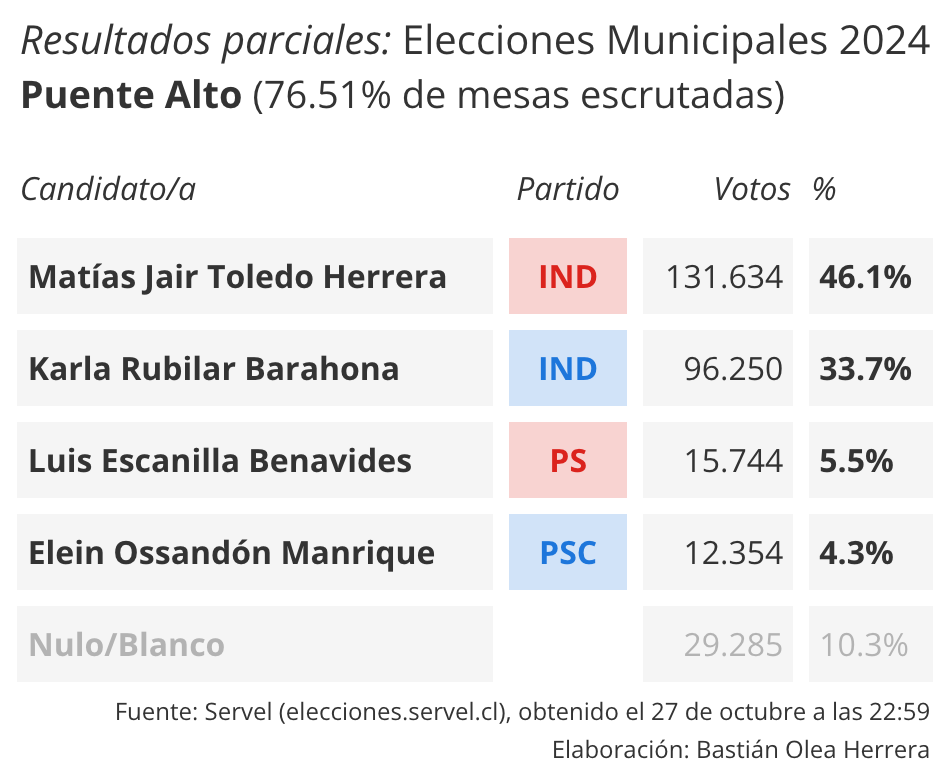 Resultados parciales: Elecciones Municipales 2024
Puente Alto (76.51% de mesas escrutadas)
Candidato/a Partido Votos %
Matías Jair Toledo Herrera IND 131.634 46.1%
Karla Rubilar Barahona IND 96.250 33.7%
Luis Escanilla Benavides PS 15.744 5.5%
Elein Ossandón Manrique PSC 12.354 4.3%
Nulo/Blanco 29.285 10.3%
Fuente: Servel (elecciones.servel.cl), obtenido el 27 de octubre a las 22:59
Elaboración: Bastián Olea Herrera